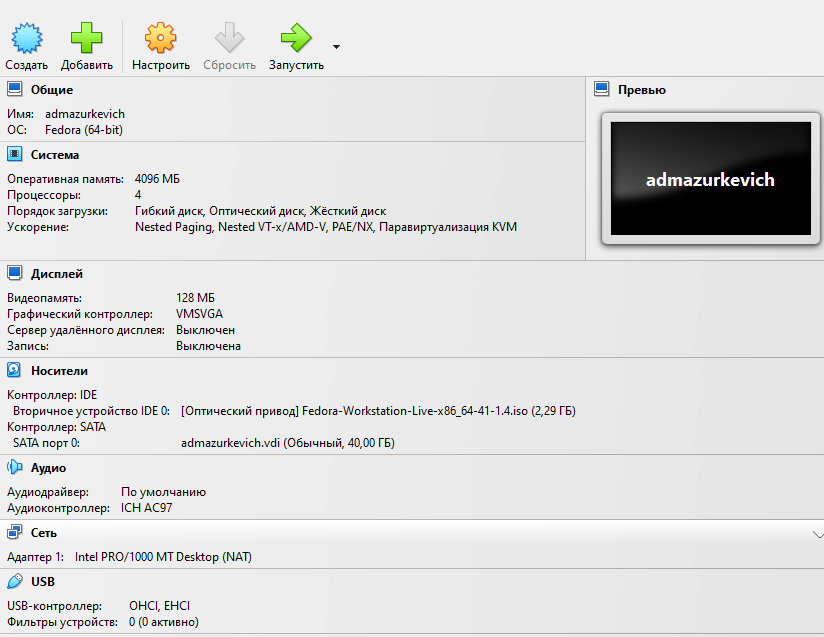 Создать Добавить Настроить Сбросить Запустить
Общие
Имя: admazurkevich
ОС: Fedora (64-bit)
Превью
admazurkevich
Система
Оперативная память: 4096 МБ
Процессоры: 4
Порядок загрузки: Гибкий диск, Оптический диск, Жёсткий диск
Ускорение: Nested Paging, Nested VT-x/AMD-V, PAE/NX, Паравиртуализация KVM
Дисплей
Видеопамять: 128 МБ
Графический контроллер: VMSVGA
Сервер удалённого дисплея: Выключен
Запись: Выключена
Носители
Контроллер: IDE
Вторичное устройство IDE 0: [Оптический привод] Fedora-Workstation-Live-x86_64-41-1.4.iso (2,29 ГБ)
Контроллер: SATA
SATA порт 0: admazurkevich.vdi (Обычный, 40,00 ГБ)
Аудио
Аудиодрайвер: По умолчанию
Аудиоконтроллер: ICH AC97
Сеть
Адаптер 1: Intel PRO/1000 MT Desktop (NAT)
USB
USB-контроллер: OHCI, EHCI
Фильтры устройств: 0 (0 активно)